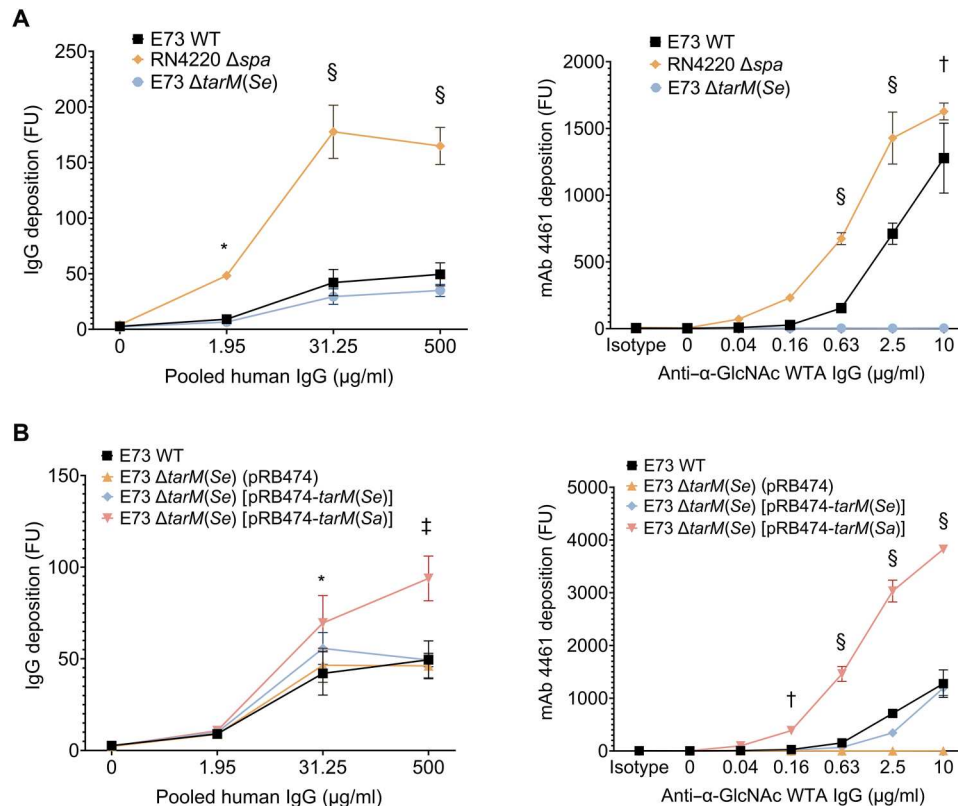 A
E73 WT
RN4220 Δspa
E73 ΔtarM(Se)
250
200
150
100
50
0
IgG deposition (FU)
*
§
§
0 1.95 31.25 500
Pooled human IgG (µg/ml)
E73 WT
RN4220 Δspa
E73 ΔtarM(Se)
2000
1500
1000
500
0
mAb 4461 deposition (FU)
§
§
†
Isotype 0 0.04 0.16 0.63 2.5 10
Anti–α-GlcNAc WTA IgG (µg/ml)
B
E73 WT
E73 ΔtarM(Se) (pRB474)
E73 ΔtarM(Se) [pRB474-tarM(Se)]
E73 ΔtarM(Se) [pRB474-tarM(Sa)]
150
100
50
0
IgG deposition (FU)
*
‡
0 1.95 31.25 500
Pooled human IgG (µg/ml)
E73 WT
E73 ΔtarM(Se) (pRB474)
E73 ΔtarM(Se) [pRB474-tarM(Se)]
E73 ΔtarM(Se) [pRB474-tarM(Sa)]
5000
4000
3000
2000
1000
0
mAb 4461 deposition (FU)
†
§
§
§
Isotype 0 0.04 0.16 0.63 2.5 10
Anti–α-GlcNAc WTA IgG (µg/ml)